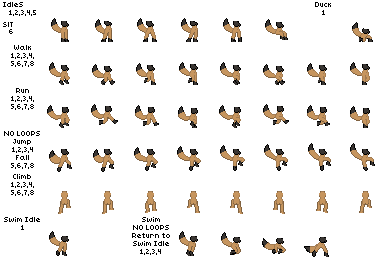 IdleS
1,2,3,4,5
Duck
1
SIT
6
Walk
1,2,3,4,
5,6,7,8
Run
1,2,3,4,
5,6,7,8
NO LOOPS
Jump
1,2,3,4
Fall
5,6,7,8
Climb
1,2,3,4,
5,6,7,8
Swim Idle
1
Swim
NO LOOPS
Return to
Swim Idle
1,2,3,4